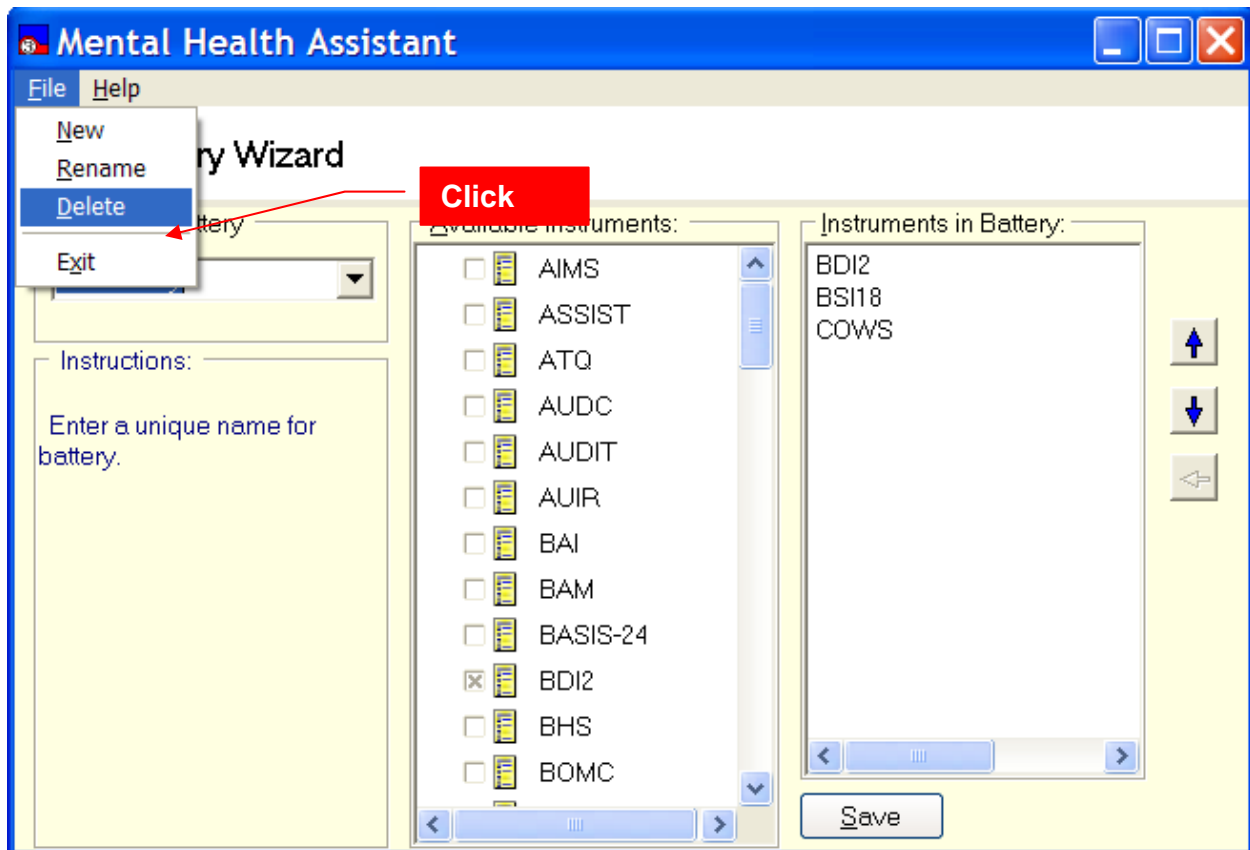 Mental Health Assistant
File Help
New
Rename
Delete
Exit
ry Wizard
Click
ttery
Available Instruments:
Instruments in Battery:
AIMS
ASSIST
ATQ
AUDC
AUDIT
AUIR
BAI
BAM
BASIS-24
BDI2
BHS
BOMC
BDI2
BSI18
COWS
Instructions:
Enter a unique name for
battery.
Save